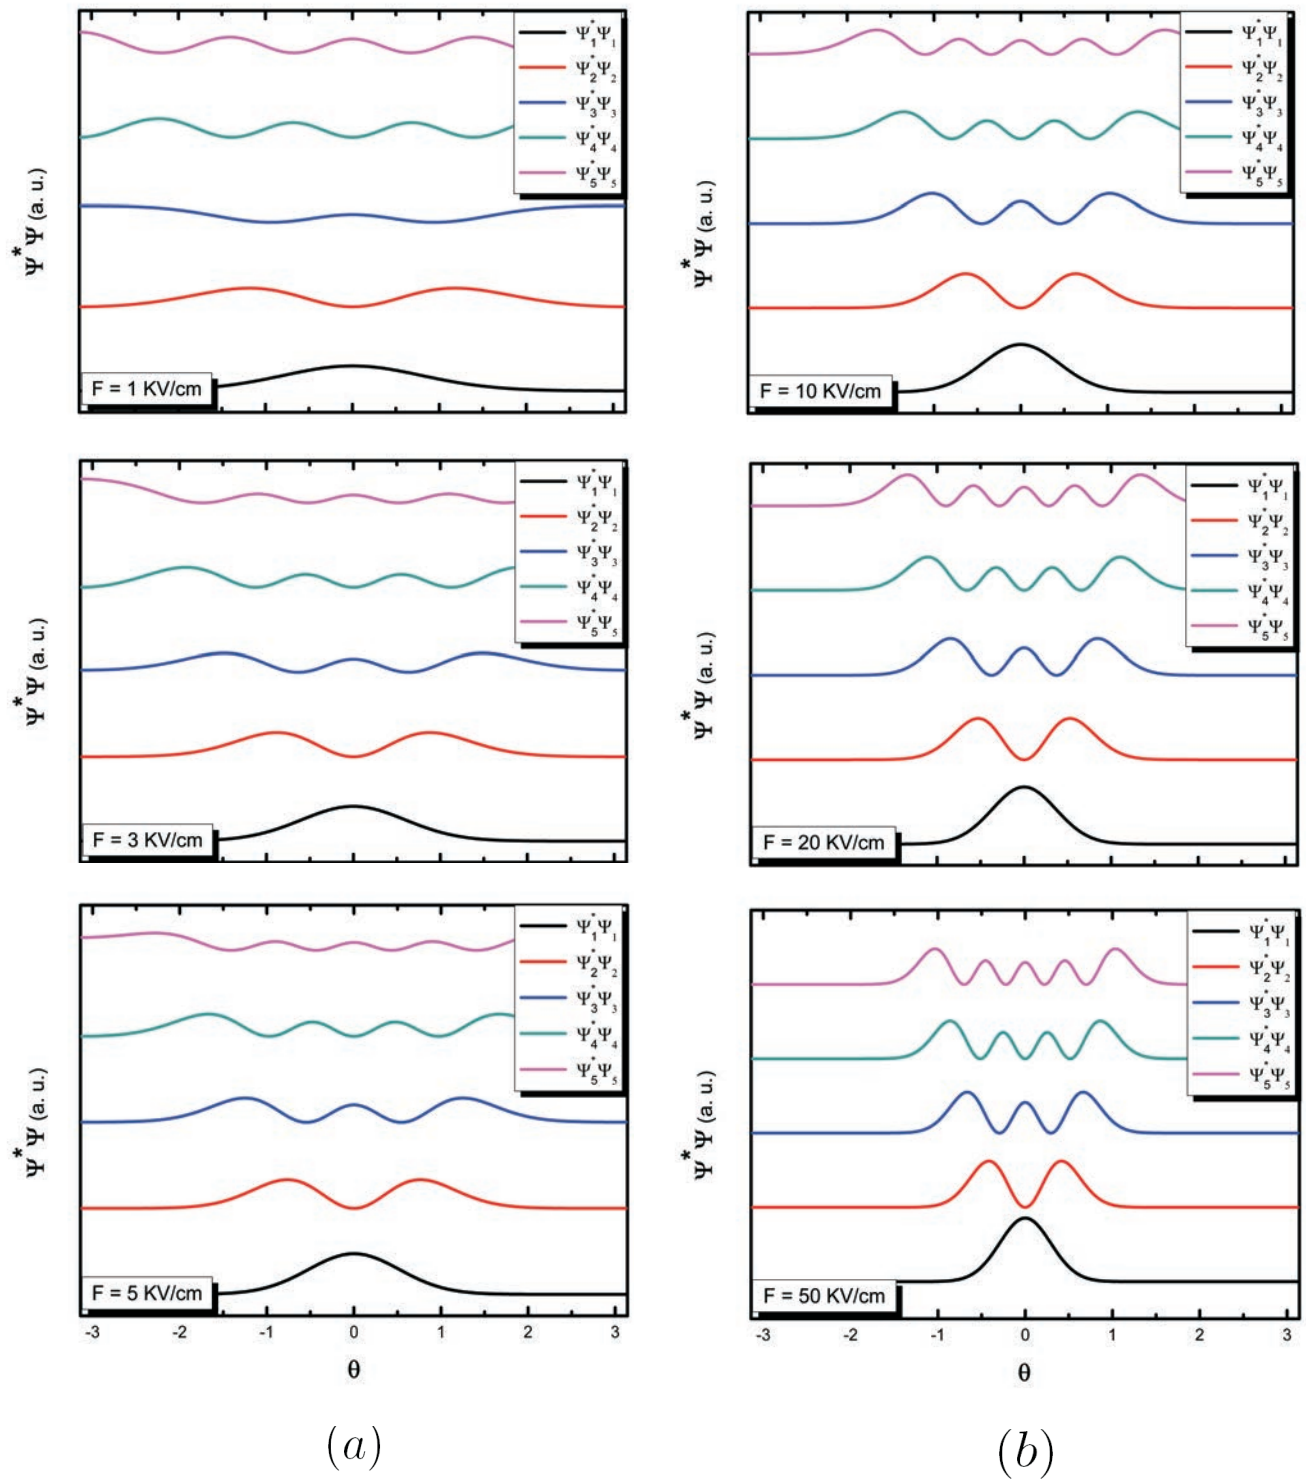 Ψ*1Ψ1
Ψ*2Ψ2
Ψ*3Ψ3
Ψ*4Ψ4
Ψ*5Ψ5
Ψ*Ψ (a. u.)
F = 1 KV/cm
Ψ*1Ψ1
Ψ*2Ψ2
Ψ*3Ψ3
Ψ*4Ψ4
Ψ*5Ψ5
Ψ*Ψ (a. u.)
F = 3 KV/cm
Ψ*1Ψ1
Ψ*2Ψ2
Ψ*3Ψ3
Ψ*4Ψ4
Ψ*5Ψ5
Ψ*Ψ (a. u.)
F = 5 KV/cm
-3 -2 -1 0 1 2 3
θ
(a)
Ψ*1Ψ1
Ψ*2Ψ2
Ψ*3Ψ3
Ψ*4Ψ4
Ψ*5Ψ5
Ψ*Ψ (a. u.)
F = 10 KV/cm
Ψ*1Ψ1
Ψ*2Ψ2
Ψ*3Ψ3
Ψ*4Ψ4
Ψ*5Ψ5
Ψ*Ψ (a. u.)
F = 20 KV/cm
Ψ*1Ψ1
Ψ*2Ψ2
Ψ*3Ψ3
Ψ*4Ψ4
Ψ*5Ψ5
Ψ*Ψ (a. u.)
F = 50 KV/cm
-3 -2 -1 0 1 2 3
θ
(b)